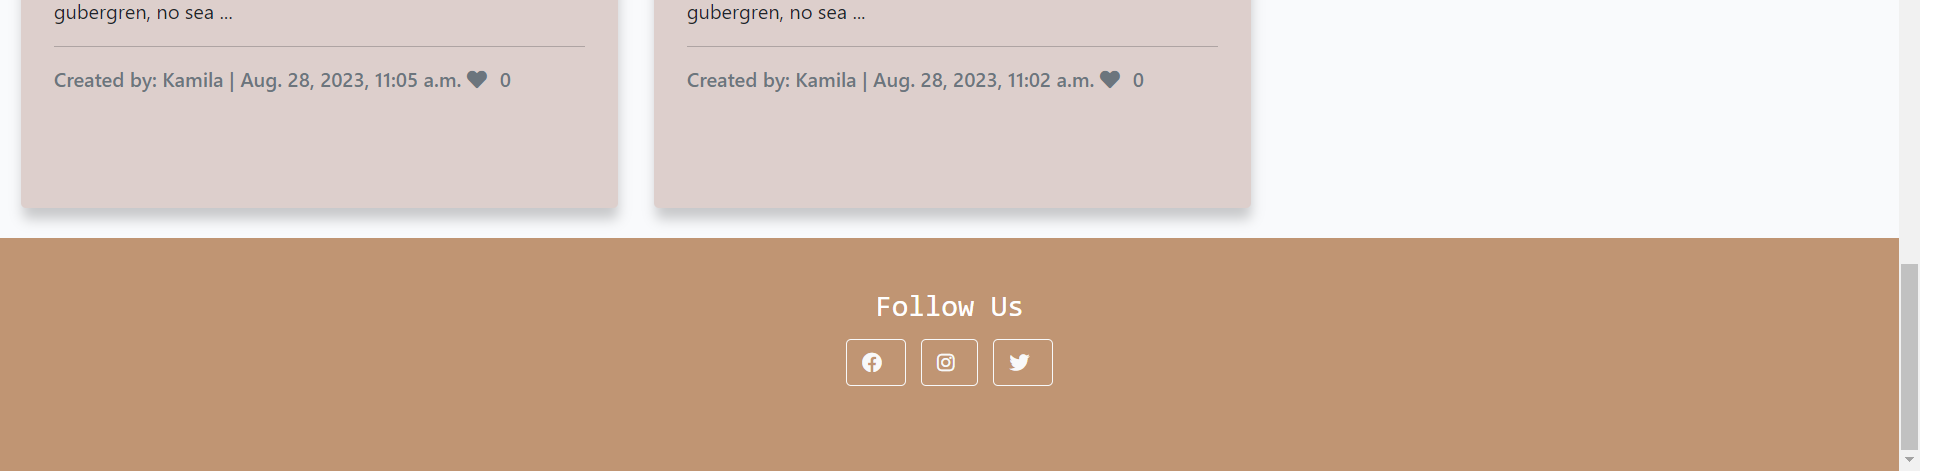 gubergren, no sea ...
Created by: Kamila | Aug. 28, 2023, 11:05 a.m. 0
gubergren, no sea ...
Created by: Kamila | Aug. 28, 2023, 11:02 a.m. 0
Follow Us